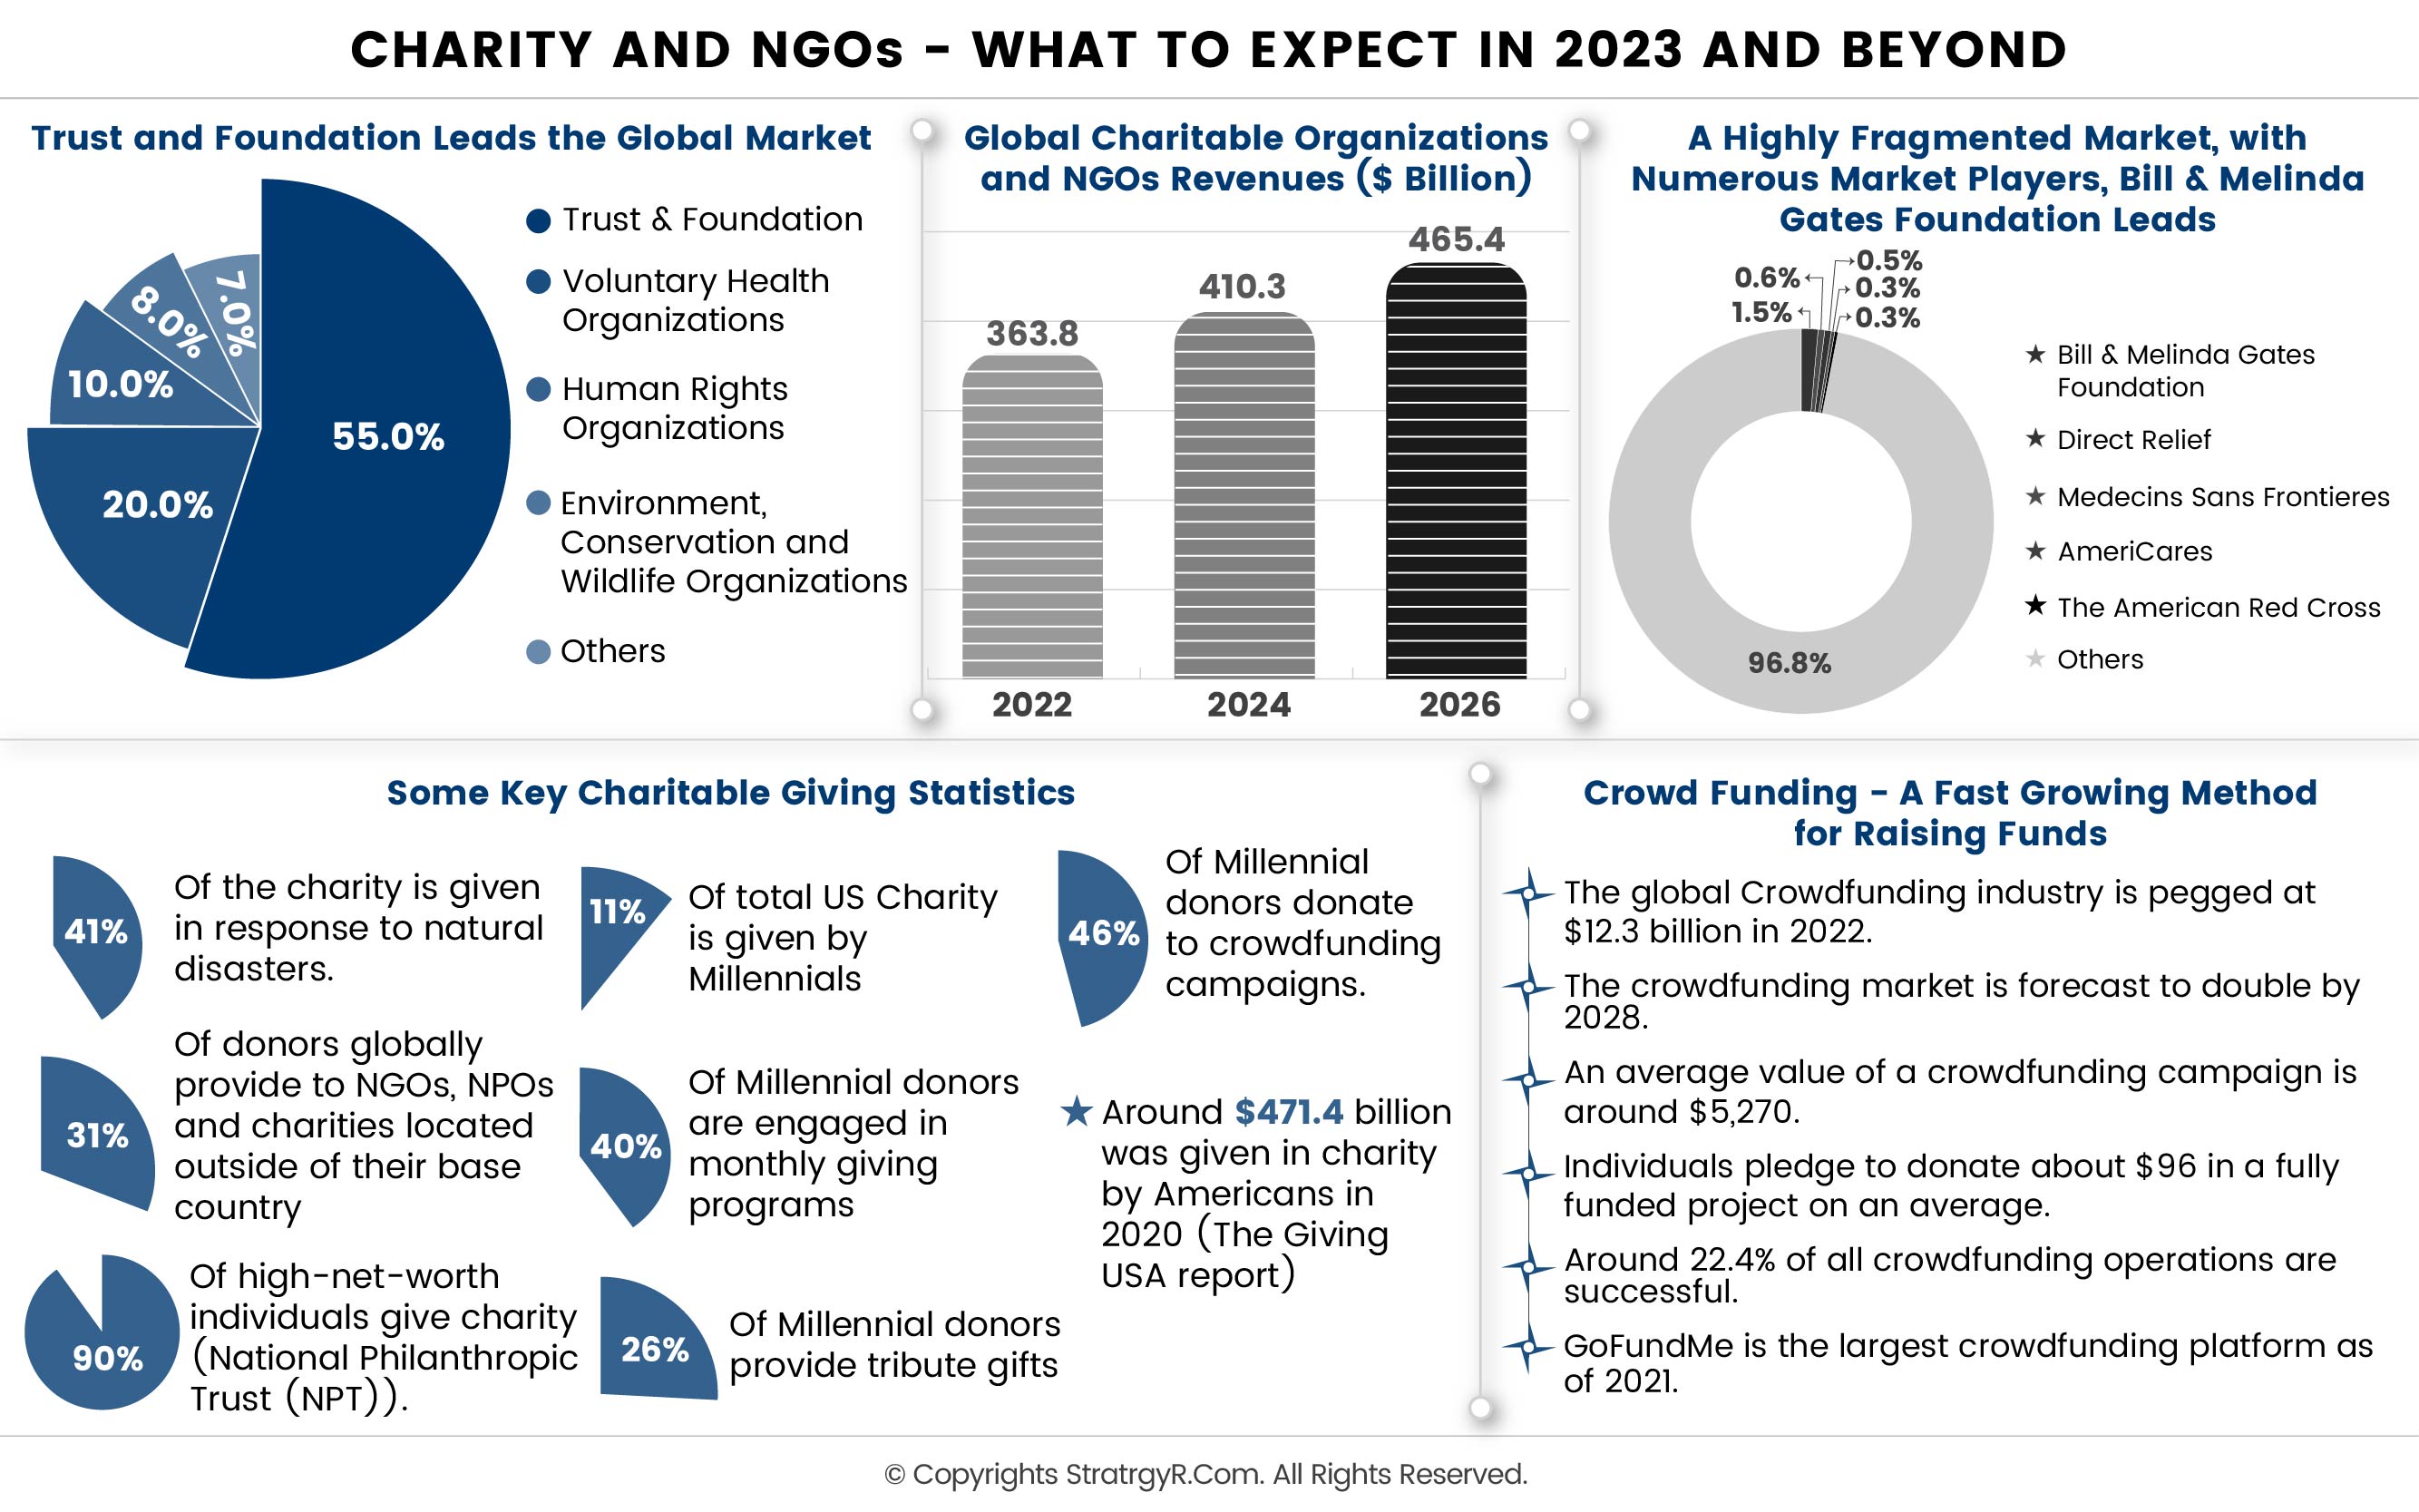 CHARITY AND NGOs - WHAT TO EXPECT IN 2023 AND BEYOND
Trust and Foundation Leads the Global Market
55.0%
20.0%
10.0%
8.0%
7.0%
Trust & Foundation
Voluntary Health
Organizations
Human Rights
Organizations
Environment,
Conservation and
Wildlife Organizations
Others
Global Charitable Organizations
and NGOs Revenues ($ Billion)
363.8
410.3
465.4
2022
2024
2026
A Highly Fragmented Market, with
Numerous Market Players, Bill & Melinda
Gates Foundation Leads
1.5%
0.6%
0.5%
0.3%
0.3%
96.8%
Bill & Melinda Gates
Foundation
Direct Relief
Medecins Sans Frontieres
AmeriCares
The American Red Cross
Others
Some Key Charitable Giving Statistics
41%
Of the charity is given
in response to natural
disasters.
31%
Of donors globally
provide to NGOs, NPOs
and charities located
outside of their base
country
90%
Of high-net-worth
individuals give charity
(National Philanthropic
Trust (NPT)).
11%
Of total US Charity
is given by
Millennials
40%
Of Millennial donors
are engaged in
monthly giving
programs
26%
Of Millennial donors
provide tribute gifts
46%
Of Millennial
donors donate
to crowdfunding
campaigns.
Around $471.4 billion
was given in charity
by Americans in
2020 (The Giving
USA report)
Crowd Funding - A Fast Growing Method
for Raising Funds
The global Crowdfunding industry is pegged at
$12.3 billion in 2022.
The crowdfunding market is forecast to double by
2028.
An average value of a crowdfunding campaign is
around $5,270.
Individuals pledge to donate about $96 in a fully
funded project on an average.
Around 22.4% of all crowdfunding operations are
successful.
GoFundMe is the largest crowdfunding platform as
of 2021.
© Copyrights StratrgyR.Com. All Rights Reserved.